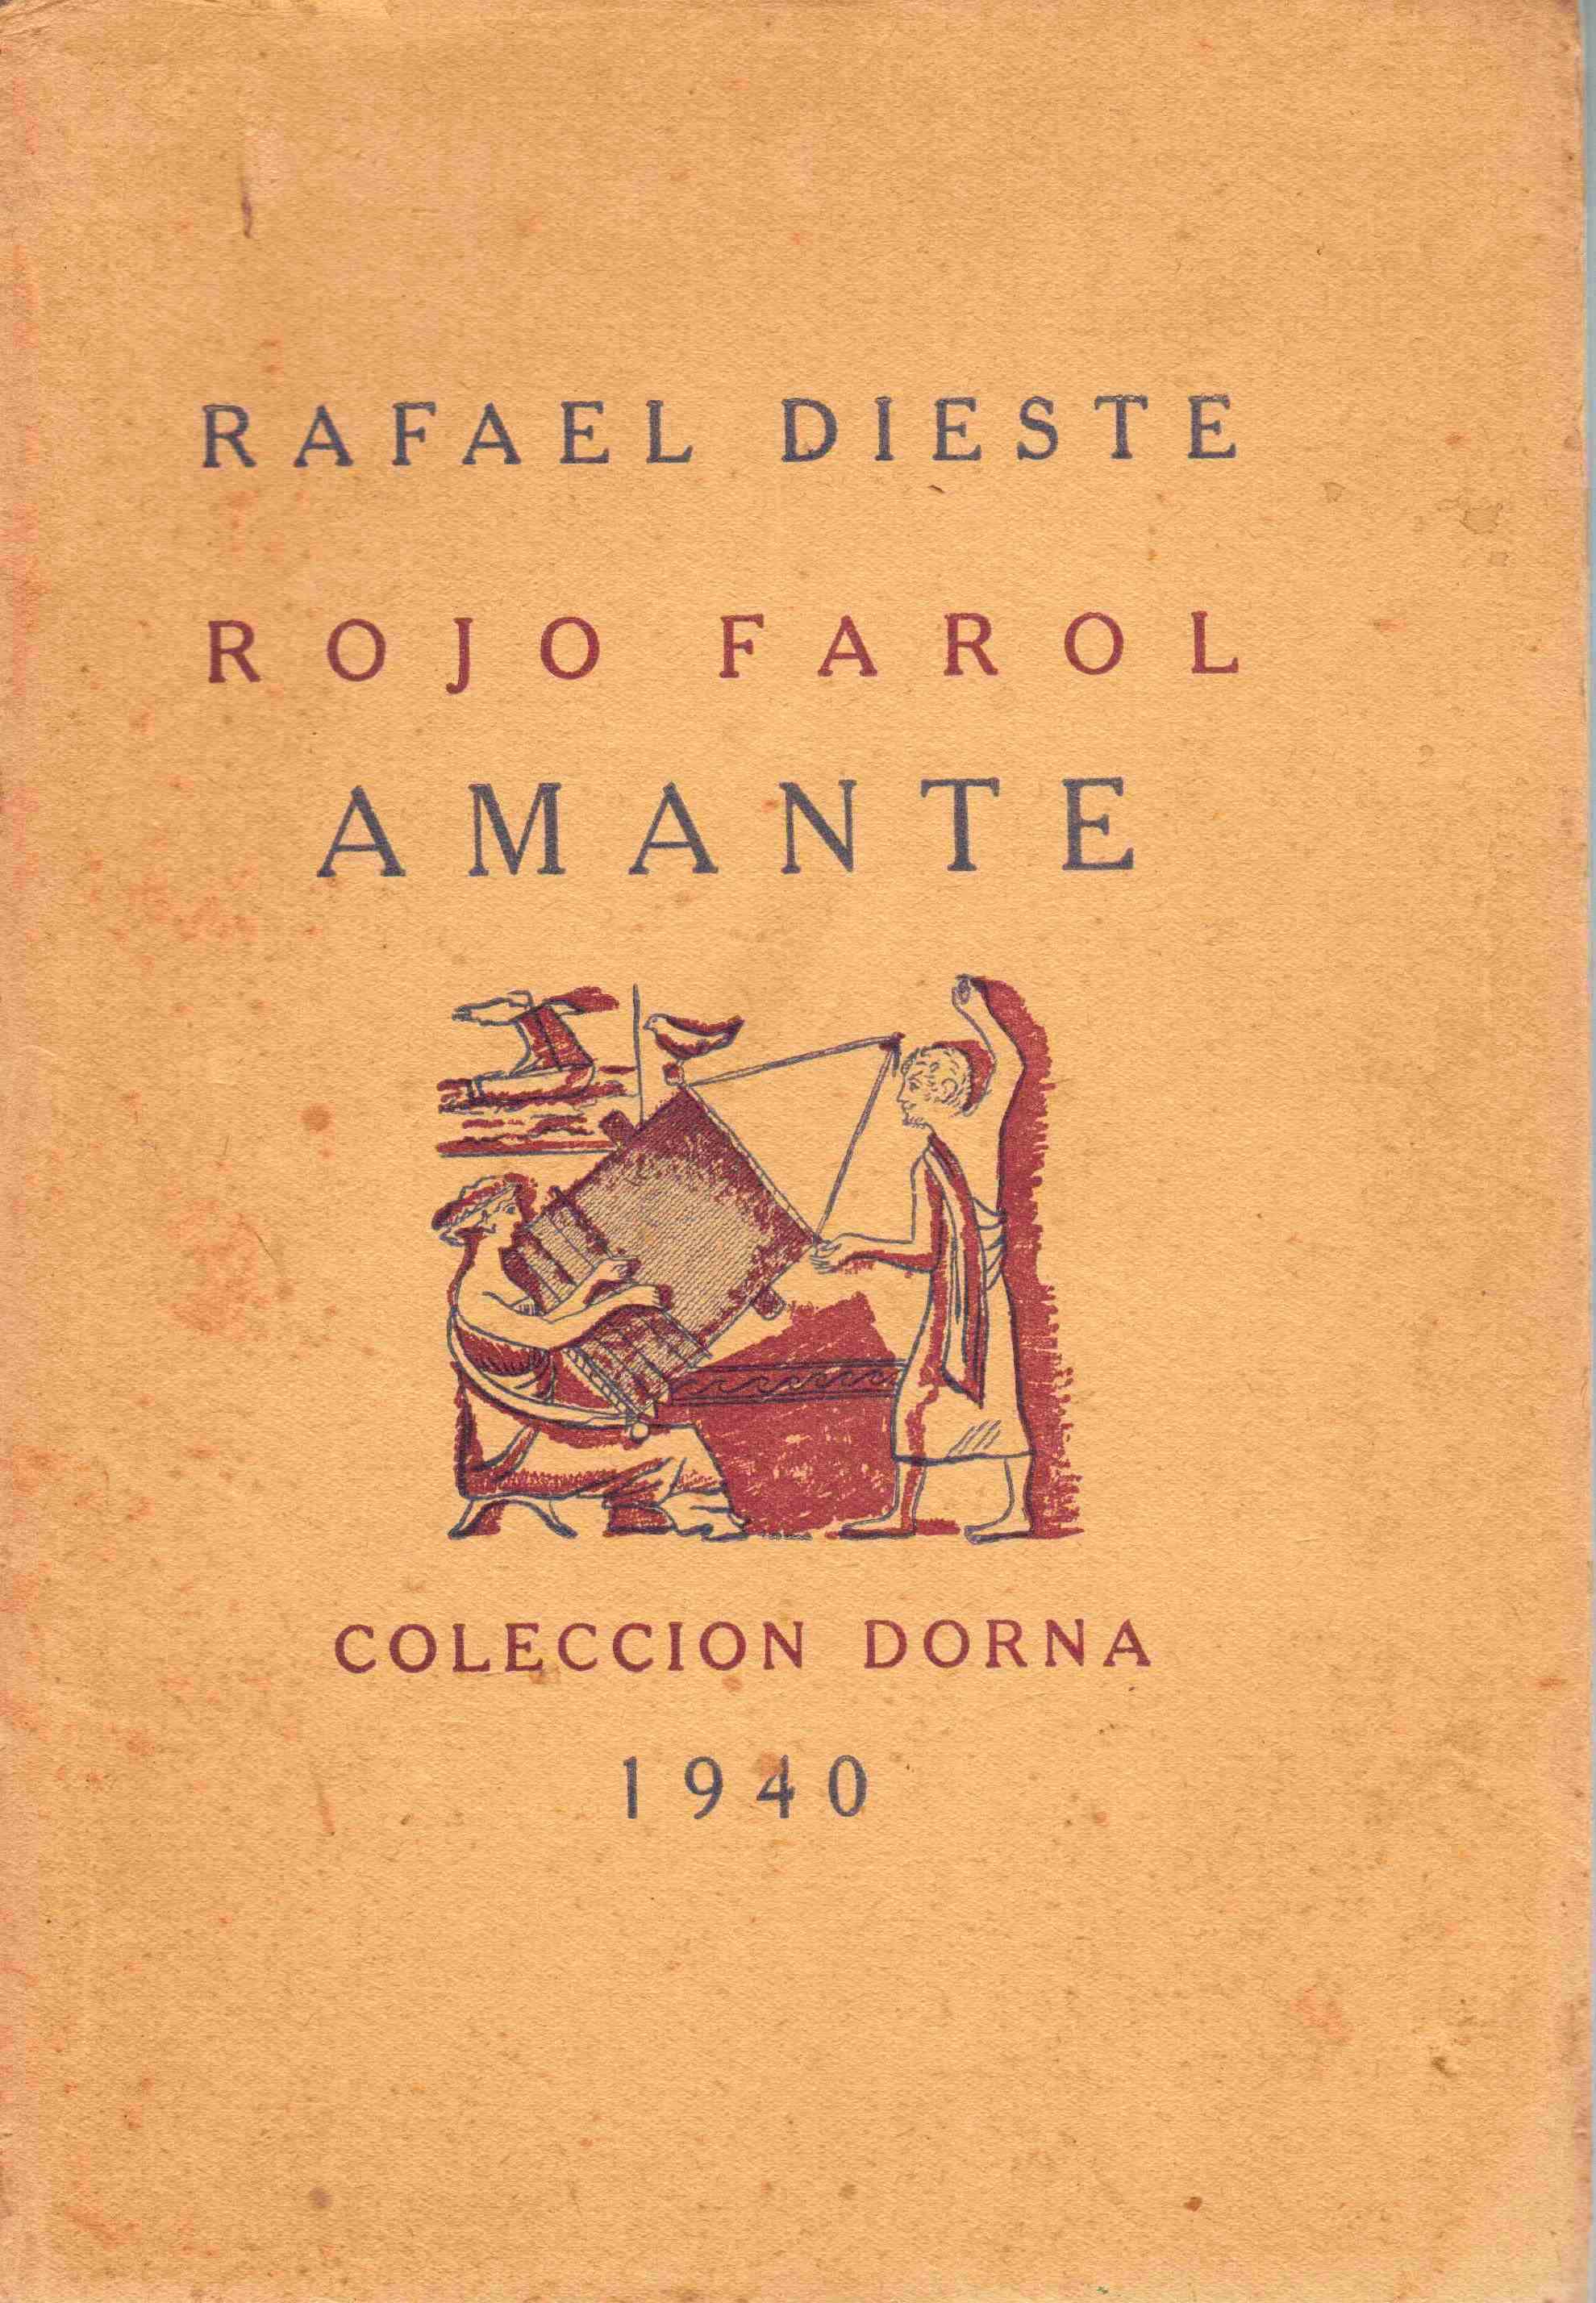 RAFAEL DIESTE
ROJO FAROL
AMANTE
COLECCION DORNA
1940